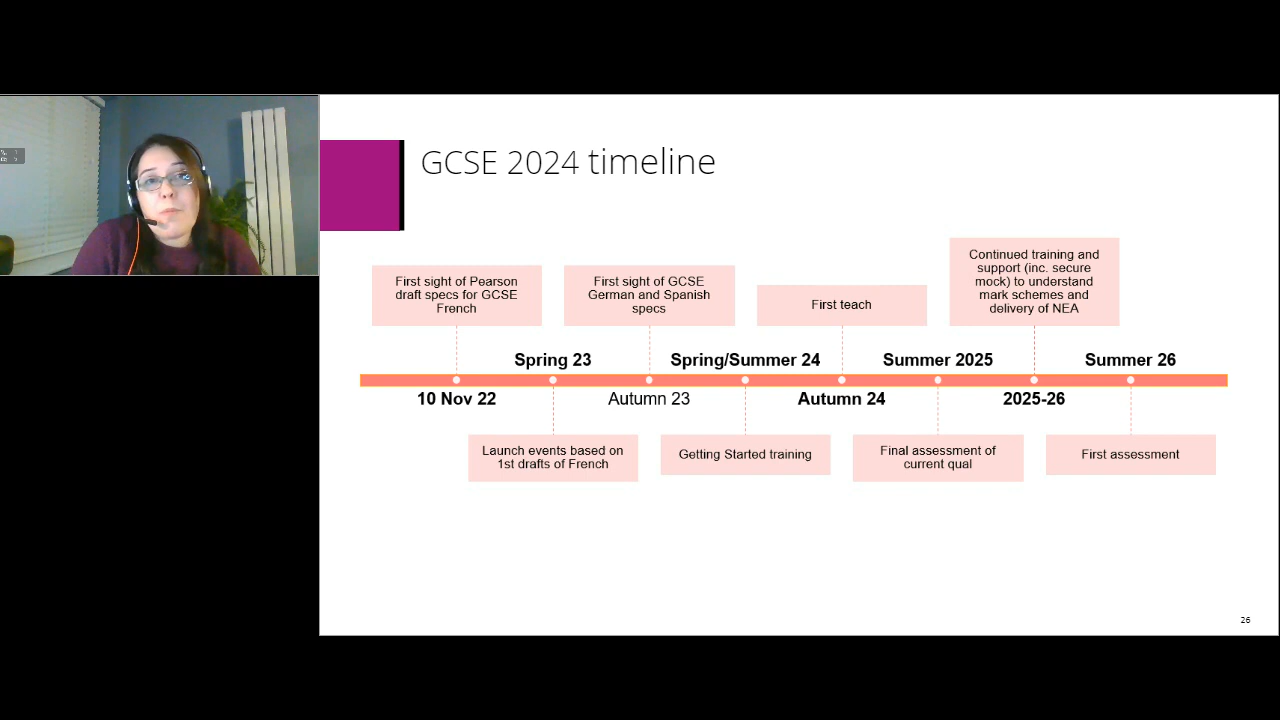 GCSE 2024 timeline
First sight of Pearson
draft specs for GCSE
French
First sight of GCSE
German and Spanish
specs
First teach
Continued training and
support (inc. secure
mock) to understand
mark schemes and
delivery of NEA
Spring 23
Spring/Summer 24
Summer 2025
Summer 26
10 Nov 22
Autumn 23
Autumn 24
2025-26
Launch events based on
1st drafts of French
Getting Started training
Final assessment of
current qual
First assessment
26